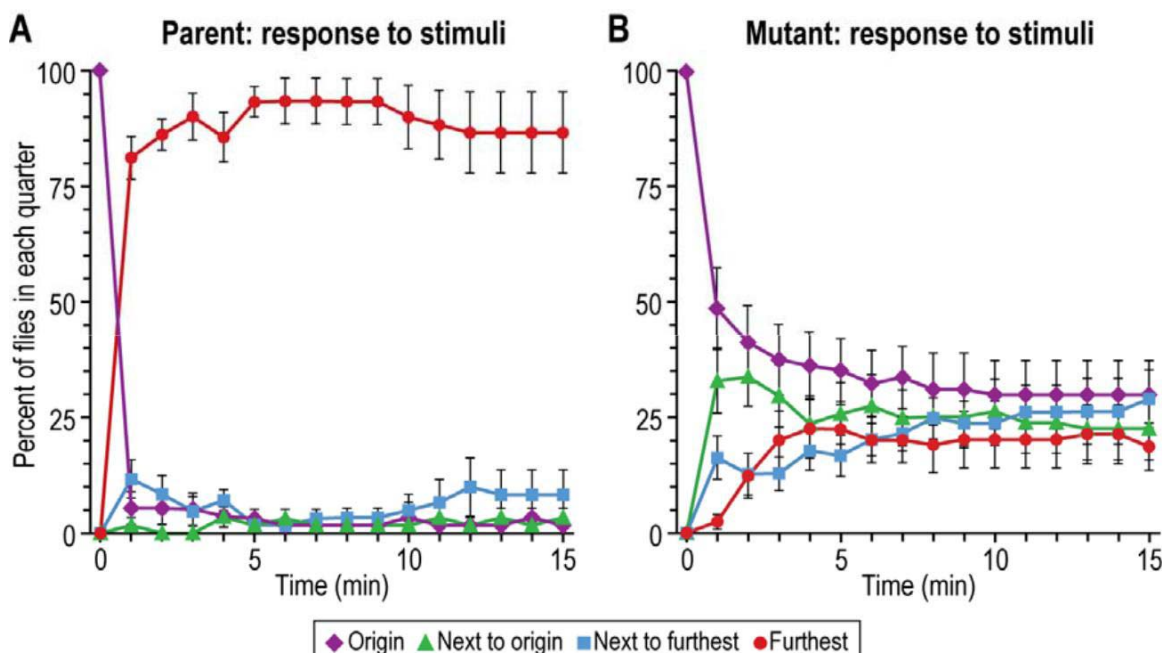 A Parent: response to stimuli
B Mutant: response to stimuli
Percent of flies in each quarter
100
75
50
25
0
0 5 10 15
Time (min)
100
75
50
25
0
0 5 10 15
Time (min)
Origin Next to origin Next to furthest Furthest